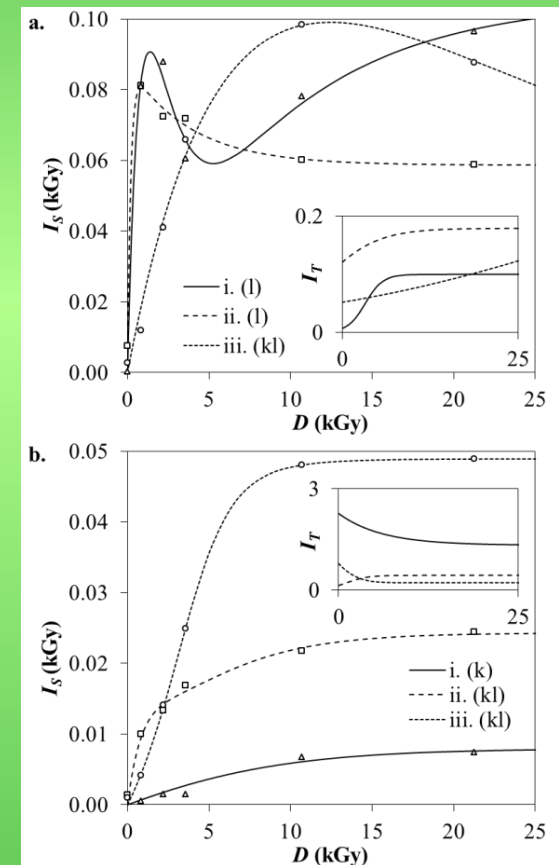 a.
0.10
0.08
0.06
0.04
0.02
0.00
I_S (kGy)
i. (l)
ii. (l)
iii. (kl)
0.2
0
I_T
0
25
0
5
10
15
20
25
D (kGy)
b.
0.05
0.04
0.03
0.02
0.01
0.00
I_S (kGy)
3
0
I_T
0
25
i. (k)
ii. (kl)
iii. (kl)
0
5
10
15
20
25
D (kGy)